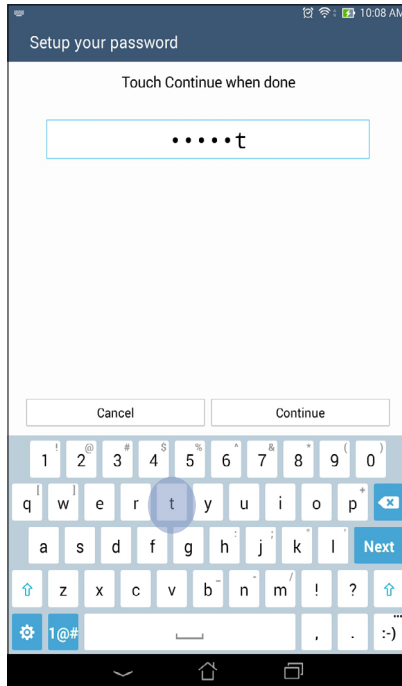 10:08 AM
Setup your password
Touch Continue when done
•••••t
Cancel Continue
! @ # $ % ^ & * ( )
1 2 3 4 5 6 7 8 9 0
[ ] +
q w e r t y u i o p
: ; " '
a s d f g h j k l Next
_ - /
z x c v b n m ! ?
1@# , . :-)